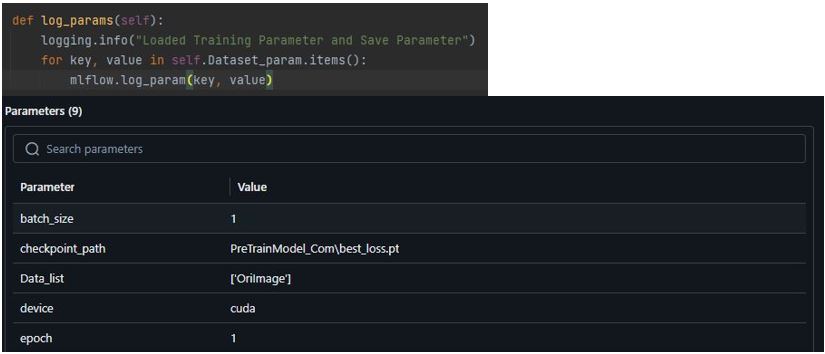 def log_params(self):
logging.info("Loaded Training Parameter and Save Parameter")
for key, value in self.Dataset_param.items():
mlflow.log_param(key, value)
Parameters (9)
Search parameters
Parameter Value
batch_size 1
checkpoint_path PreTrainModel_Com\best_loss.pt
Data_list ['OriImage']
device cuda
epoch 1